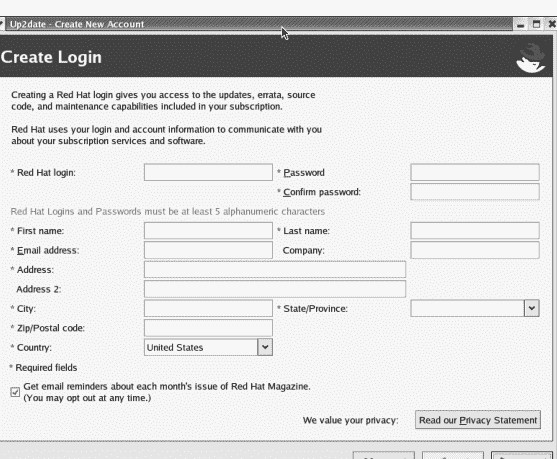 Up2date - Create New Account
Create Login
Creating a Red Hat login gives you access to the updates, errata, source
code, and maintenance capabilities included in your subscription.
Red Hat uses your login and account information to communicate with you
about your subscription services and software.
* Red Hat login: * Password
* Confirm password:
Red Hat Logins and Passwords must be at least 5 alphanumeric characters
* First name: * Last name:
* Email address: Company:
* Address:
Address 2:
* City: * State/Province:
* Zip/Postal code:
* Country: United States
* Required fields
Get email reminders about each month's issue of Red Hat Magazine.
(You may opt out at any time.)
We value your privacy: Read our Privacy Statement